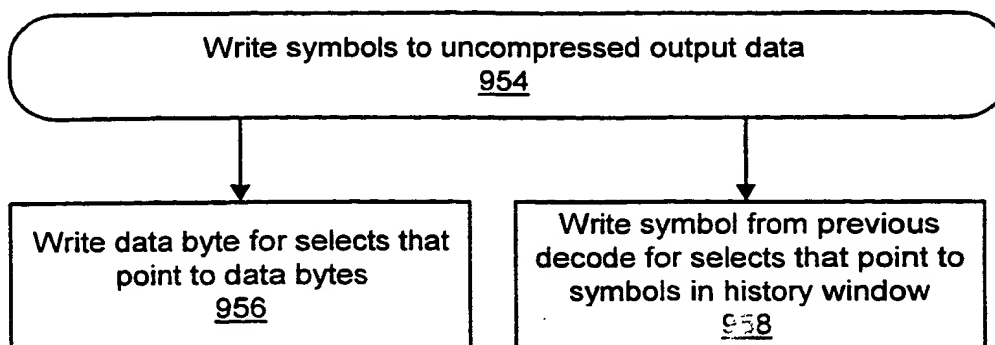 Write symbols to uncompressed output data
954
Write data byte for selects that
point to data bytes
956
Write symbol from previous
decode for selects that point to
symbols in history window
958